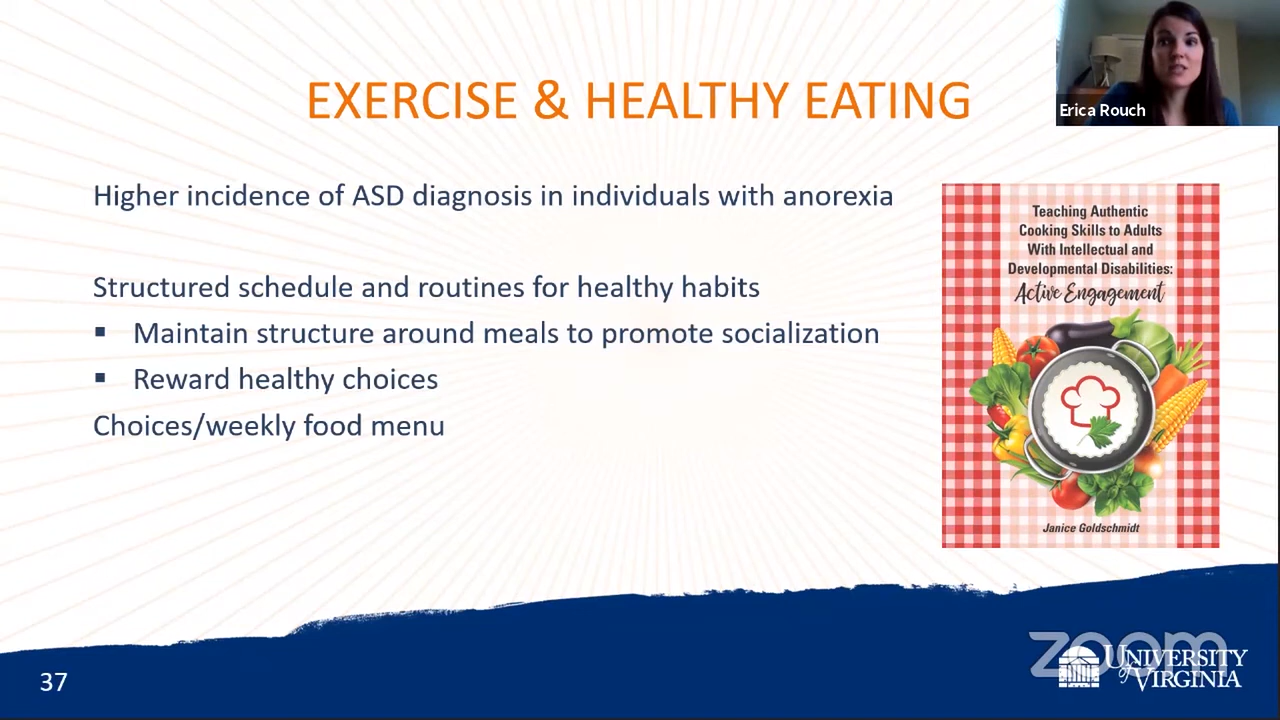 EXERCISE & HEALTHY EATING
Erica Rouch
Higher incidence of ASD diagnosis in individuals with anorexia
Structured schedule and routines for healthy habits
▪ Maintain structure around meals to promote socialization
▪ Reward healthy choices
Choices/weekly food menu
Teaching Authentic
Cooking Skills to Adults
With Intellectual and
Developmental Disabilities:
Active Engagement
Janice Goldschmidt
37
zoom
UNIVERSITY
of VIRGINIA